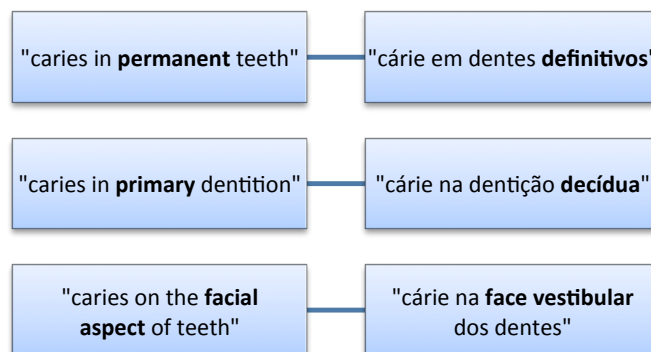 "caries in permanent teeth"
"cárie em dentes definitivos"
"caries in primary dentition"
"cárie na dentição decídua"
"caries on the facial
aspect of teeth"
"cárie na face vestibular
dos dentes"